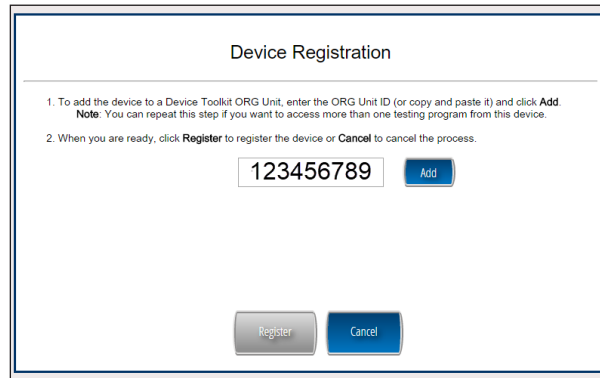 Device Registration
1. To add the device to a Device Toolkit ORG Unit, enter the ORG Unit ID (or copy and paste it) and click Add.
Note: You can repeat this step if you want to access more than one testing program from this device.
2. When you are ready, click Register to register the device or Cancel to cancel the process.
123456789 Add
Register Cancel